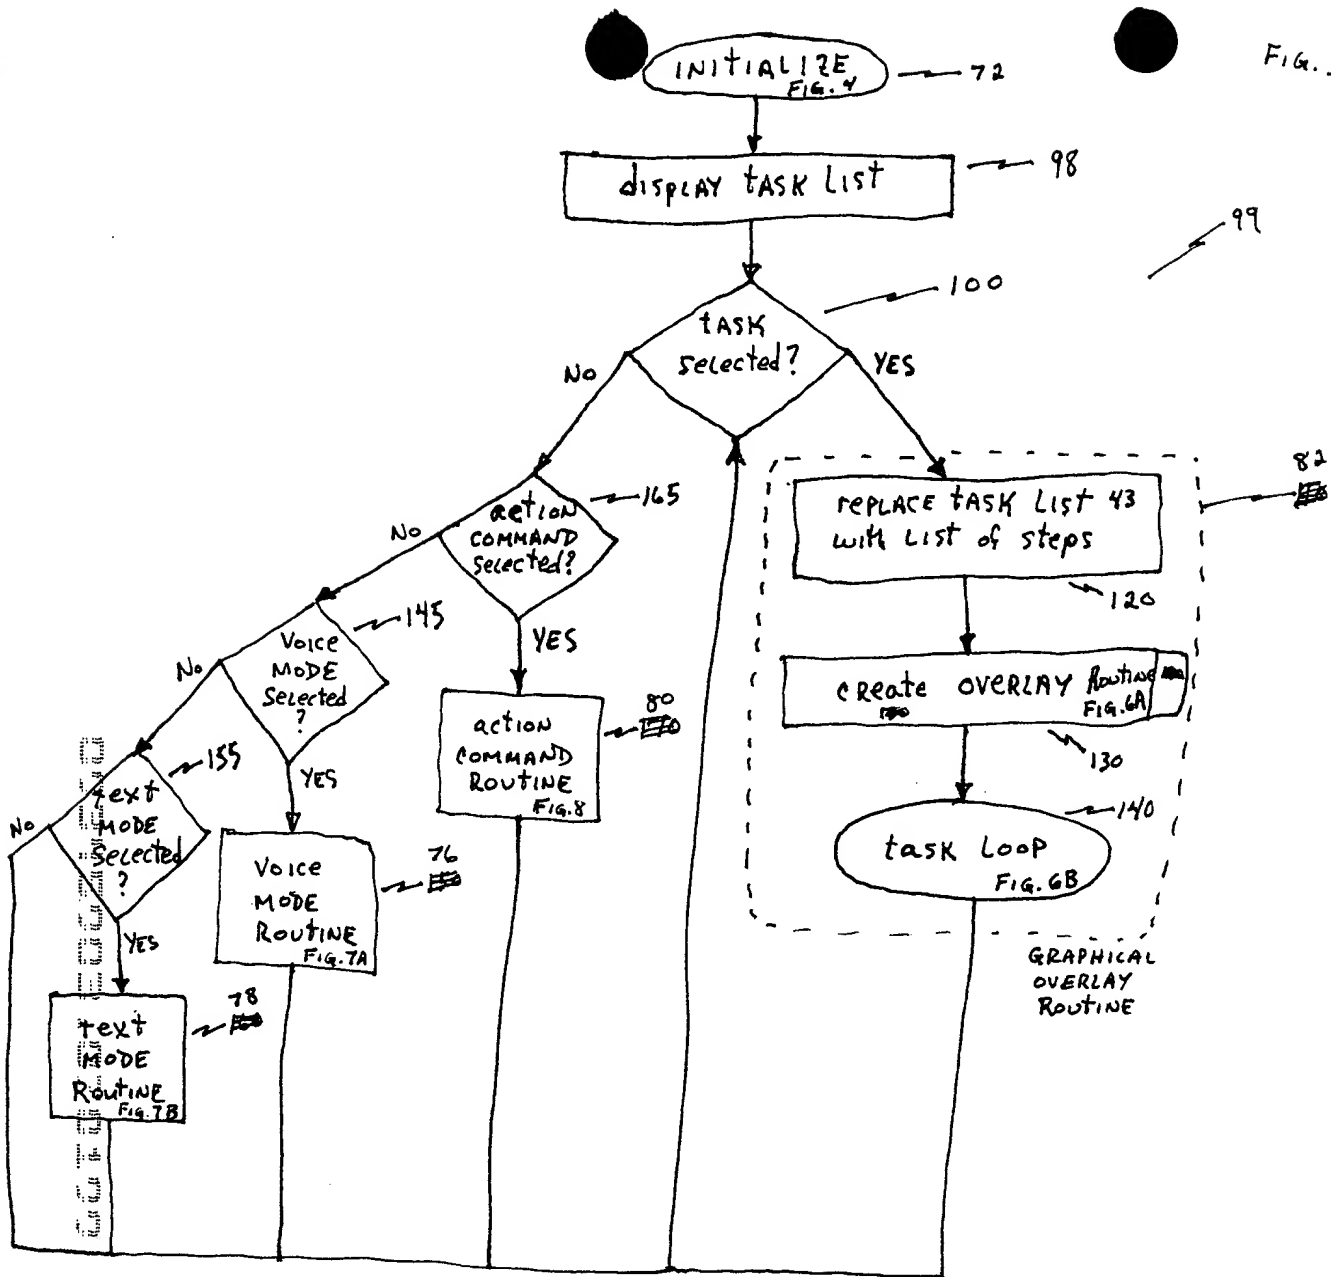 FIG..
INITIALIZE
FIG. 4
72
display TASK LIST
98
99
100
TASK
selected?
No
YES
82
action
COMMAND
selected?
165
No
YES
REPLACE TASK LIST 43
with LIST of steps
120
Voice
MODE
Selected
?
145
No
YES
create OVERLAY ROUTINE
FIG.6A
130
action
COMMAND
ROUTINE
FIG.8
80
text
MODE
Selected
?
155
No
YES
task LOOP
FIG. 6B
140
Voice
MODE
ROUTINE
FIG.7A
76
GRAPHICAL
OVERLAY
ROUTINE
text
MODE
ROUTINE
FIG.7B
78